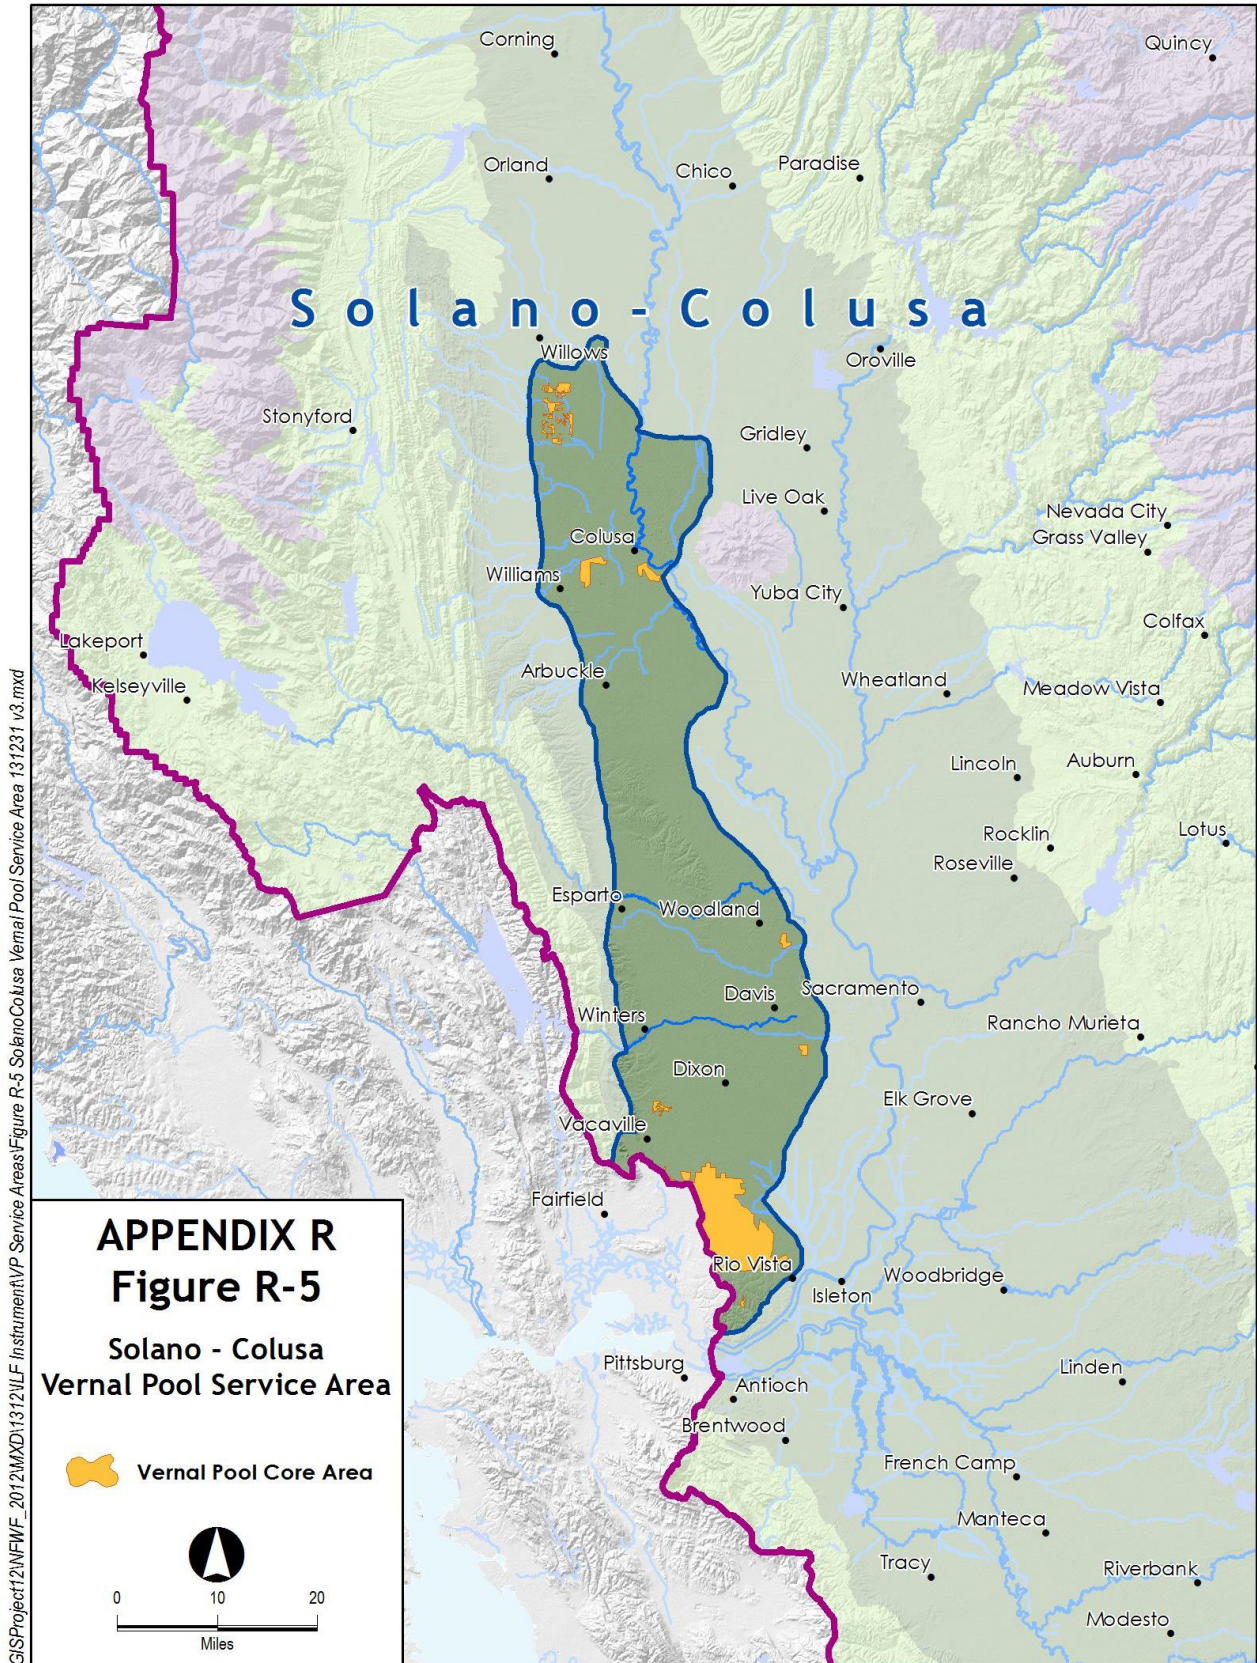 Corning
Quincy
Orland
Chico
Paradise
Solano-Colusa
Willows
Oroville
Stonyford
Gridley
Live Oak
Nevada City
Grass Valley
Colusa
Williams
Yuba City
Colfax
Lakeport
Kelseyville
Arbuckle
Wheatland
Meadow Vista
Lincoln
Auburn
Rocklin
Lotus
Roseville
Esparto
Woodland
Davis
Sacramento
Winters
Rancho Murieta
Dixon
Elk Grove
Vacaville
Fairfield
Rio Vista
Isleton
Woodbridge
Pittsburg
Antioch
Linden
Brentwood
French Camp
Manteca
Tracy
Riverbank
Modesto
APPENDIX R
Figure R-5
Solano - Colusa
Vernal Pool Service Area
Vernal Pool Core Area
0 10 20
Miles
GISProject12\NFWF_2012\MXD\1312\ILF Instrument\VP Service Areas\Figure R-5 SolanoColusa Vernal Pool Service Area 131231 v3.mxd